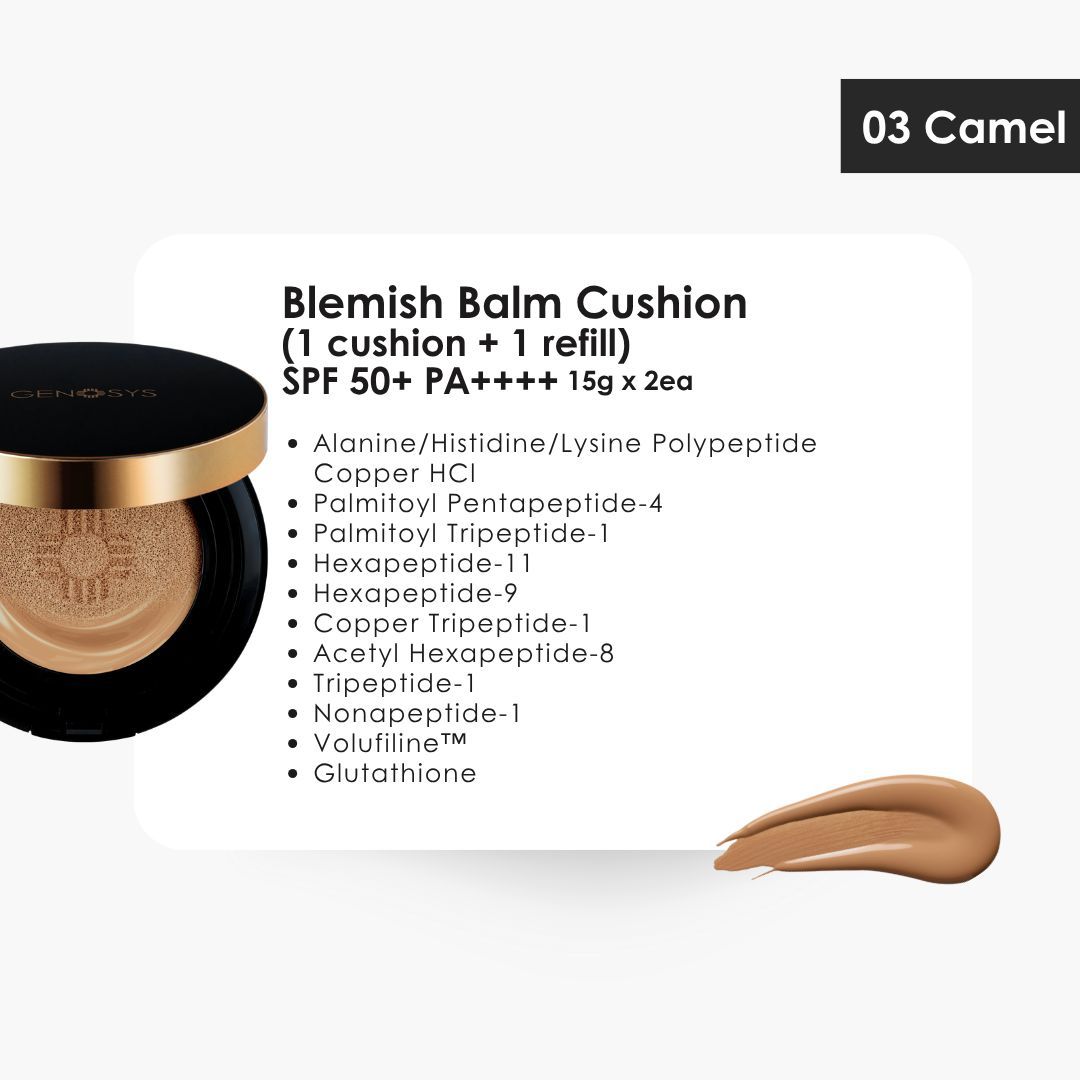 03 Camel
Blemish Balm Cushion
(1 cushion + 1 refill)
SPF 50+ PA++++ 15g x 2ea
GENOSYS
• Alanine/Histidine/Lysine Polypeptide
Copper HCl
• Palmitoyl Pentapeptide-4
• Palmitoyl Tripeptide-1
• Hexapeptide-11
• Hexapeptide-9
• Copper Tripeptide-1
• Acetyl Hexapeptide-8
• Tripeptide-1
• Nonapeptide-1
• Volufiline™
• Glutathione